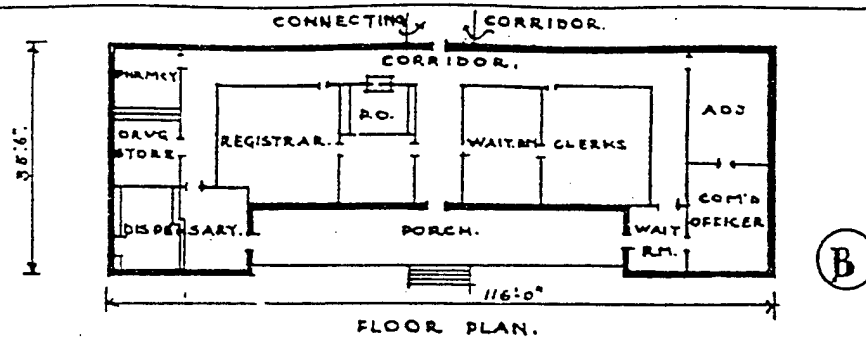 CONNECTING CORRIDOR.
CORRIDOR.
PHARMCY
DRUG STORE
REGISTRAR.
P.O.
WAIT.RM.
CLERKS
ADJ
DISPENSARY.
PORCH.
WAIT RM.
COM'D OFFICER
38'.6"
116'.0"
B
FLOOR PLAN.